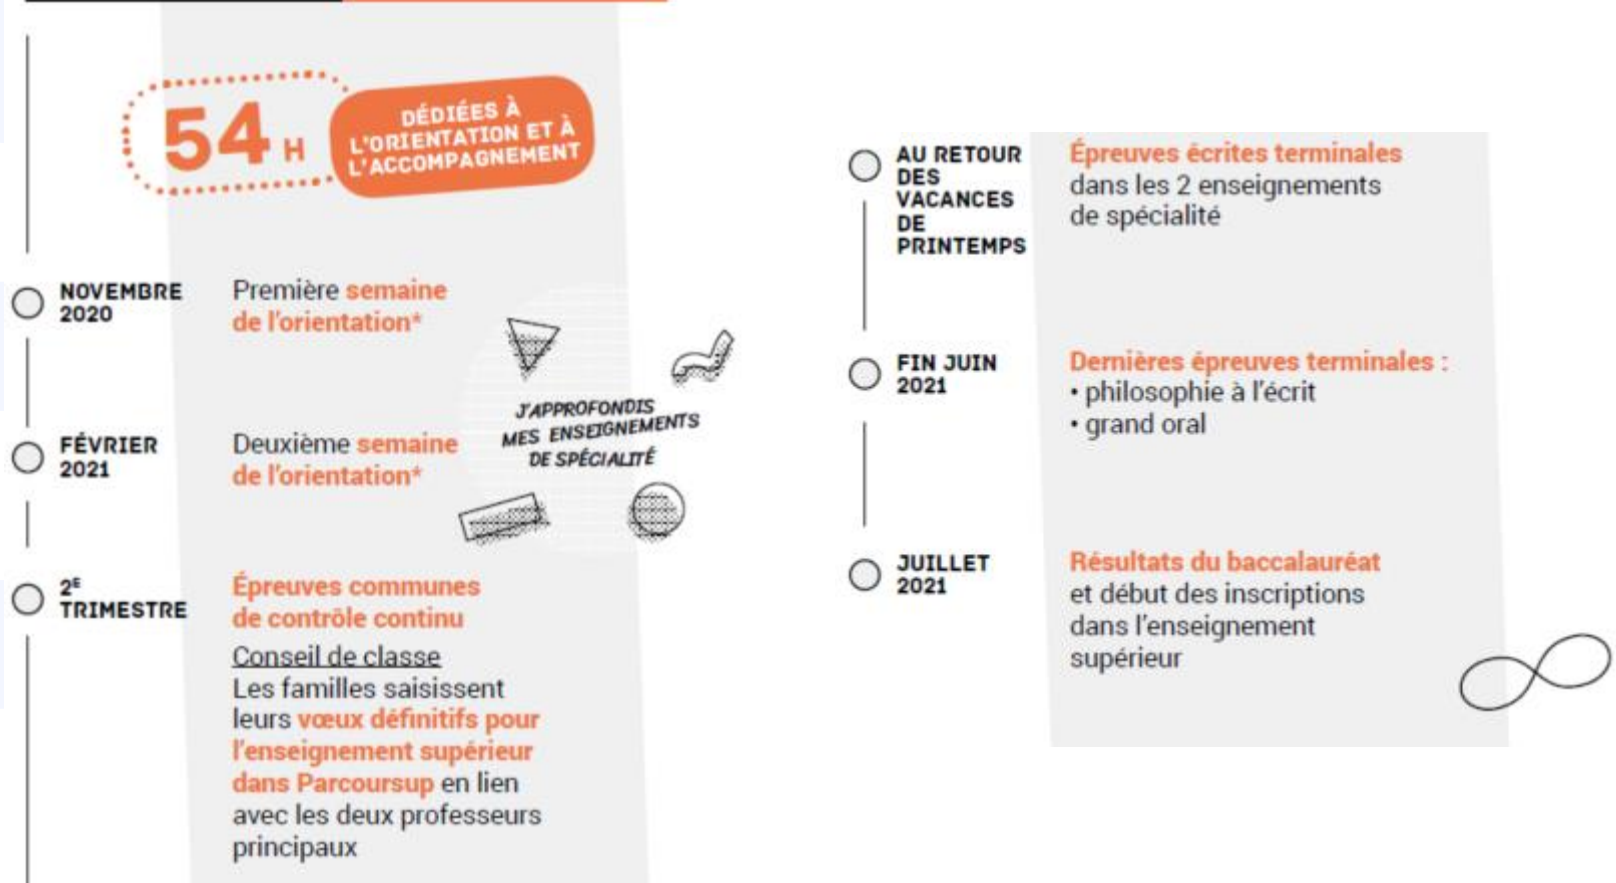 54 H
DÉDIÉES À
L'ORIENTATION ET À
L'ACCOMPAGNEMENT
NOVEMBRE
2020
Première semaine
de l'orientation*
J'APPROFONDIS
MES ENSEIGNEMENTS
DE SPÉCIALITÉ
FÉVRIER
2021
Deuxième semaine
de l'orientation*
2E
TRIMESTRE
Épreuves communes
de contrôle continu
Conseil de classe
Les familles saisissent
leurs vœux définitifs pour
l'enseignement supérieur
dans Parcoursup en lien
avec les deux professeurs
principaux
AU RETOUR
DES
VACANCES
DE
PRINTEMPS
Épreuves écrites terminales
dans les 2 enseignements
de spécialité
FIN JUIN
2021
Dernières épreuves terminales :
• philosophie à l'écrit
• grand oral
JUILLET
2021
Résultats du baccalauréat
et début des inscriptions
dans l'enseignement
supérieur